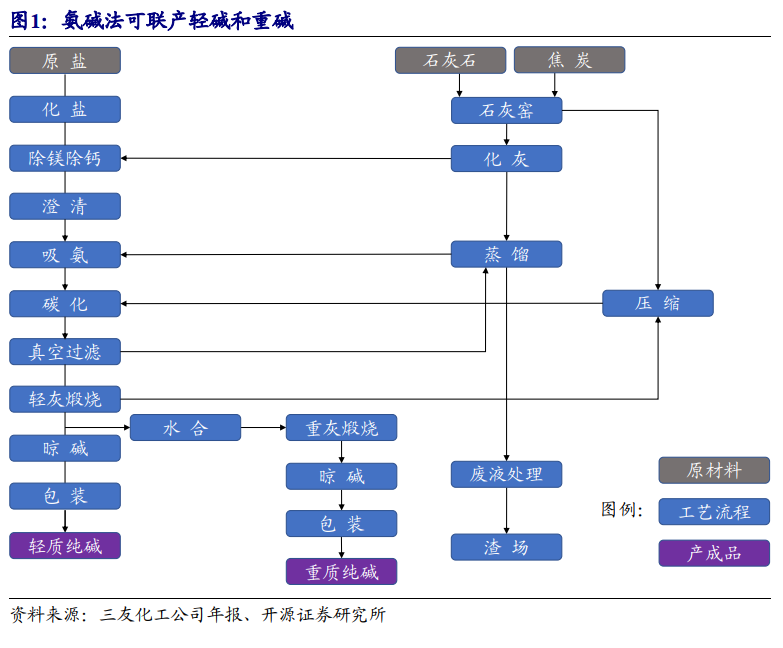 图1：氨碱法可联产轻碱和重碱
原盐
石灰石
焦炭
化盐
石灰窑
除镁除钙
化灰
澄清
吸氨
蒸馏
碳化
压缩
真空过滤
轻灰煅烧
水合
重灰煅烧
晾碱
晾碱
废液处理
原材料
包装
包装
图例：
工艺流程
轻质纯碱
渣场
产成品
重质纯碱
资料来源：三友化工公司年报、开源证券研究所